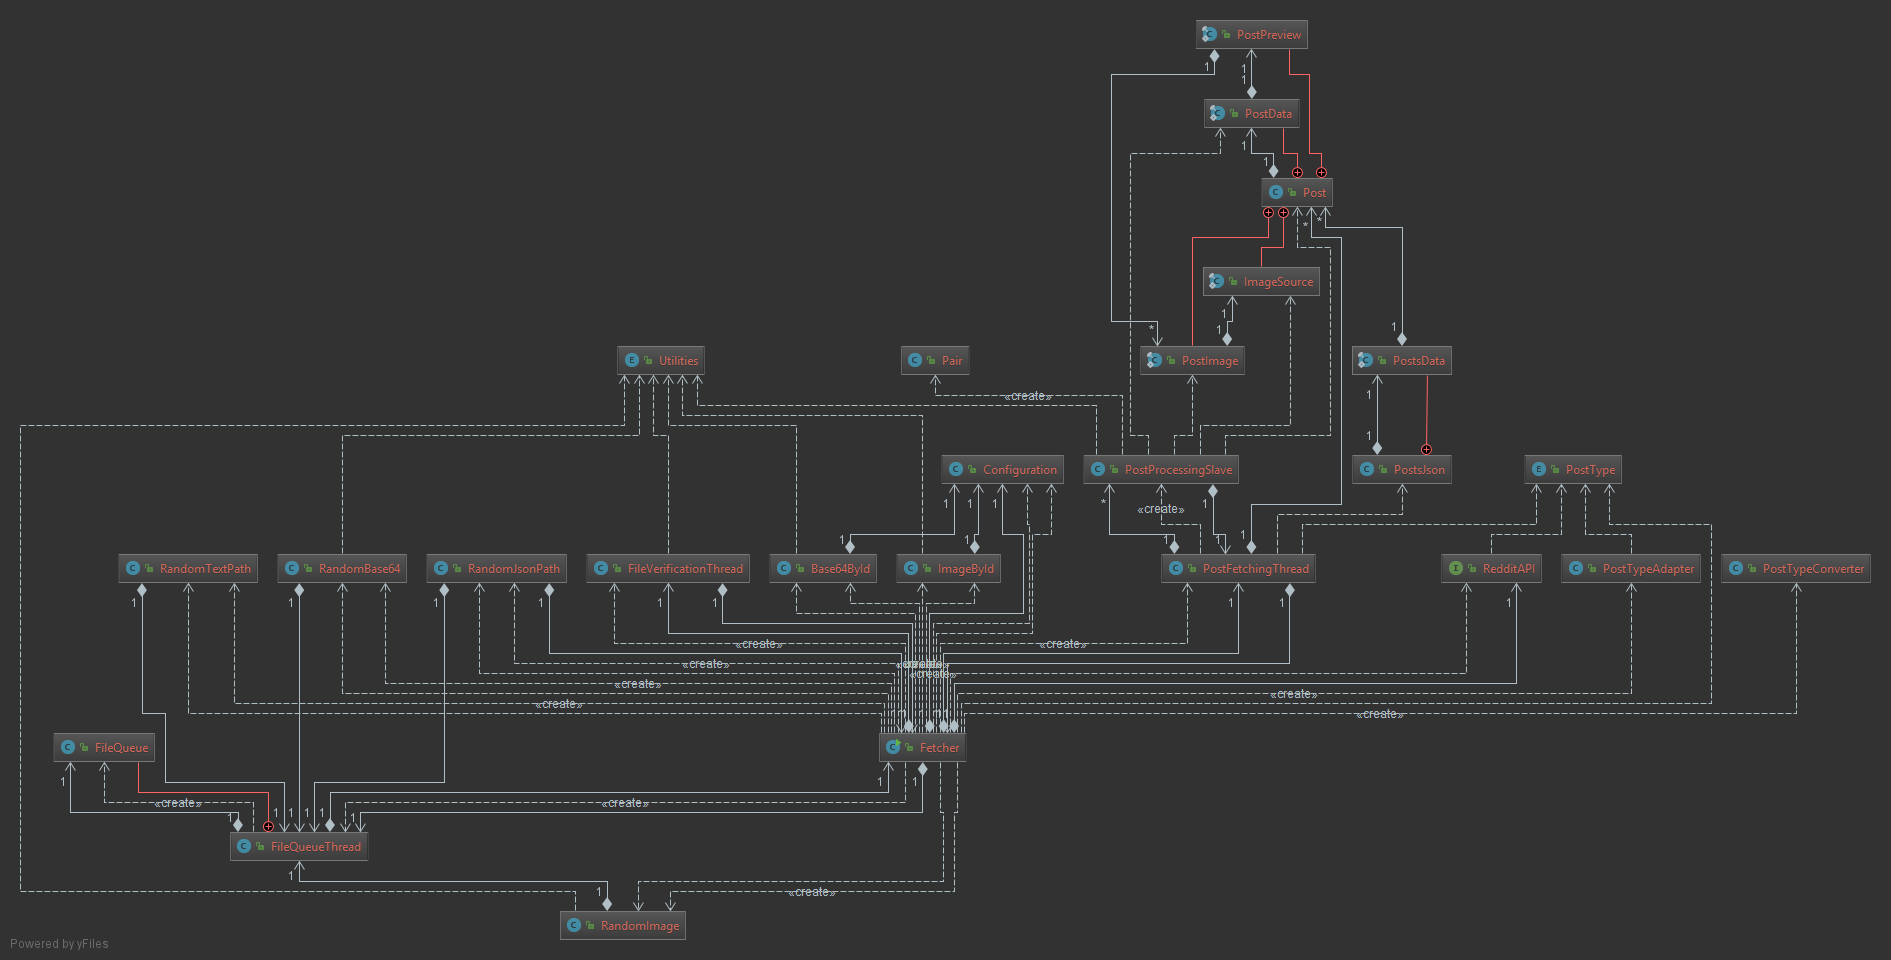 PostPreview
1
1
1
PostData
1
1
Post
*
*
ImageSource
1
1
1
*
Utilities
Pair
PostImage
PostsData
1
«create»
1
Configuration
PostProcessingSlave
PostsJson
PostType
1
1
1
*
1
«create»
1
1
1
1
1
RandomTextPath
RandomBase64
RandomJsonPath
FileVerificationThread
Base64ById
ImageById
PostFetchingThread
RedditAPI
PostTypeAdapter
PostTypeConverter
1
1
1
1
1
1
1
1
1
«create»
«create»
«create»
«create»
«create»
«create»
«create»
«create»
«create»
FileQueue
Fetcher
1
1
1
«create»
«create»
1
1
1
1
1
1
FileQueueThread
1
1
«create»
RandomImage
Powered by yFiles